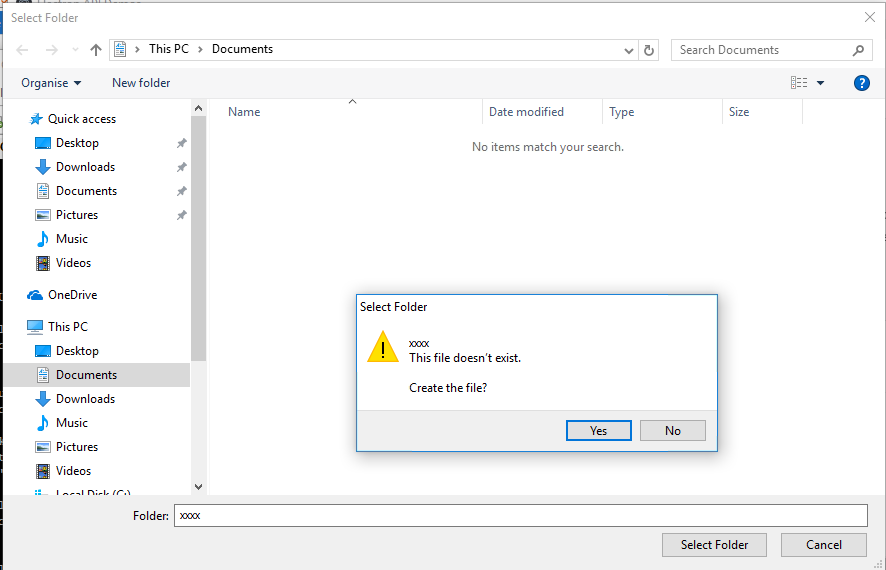 Select Folder
This PC > Documents
Search Documents
Organise
New folder
?
Name
Date modified
Type
Size
No items match your search.
Quick access
Desktop
Downloads
Documents
Pictures
Music
Videos
OneDrive
This PC
Desktop
Documents
Downloads
Music
Pictures
Videos
Local Disk (C:)
Select Folder
xxxx
This file doesn't exist.
Create the file?
Yes
No
Folder:
xxxx
Select Folder
Cancel